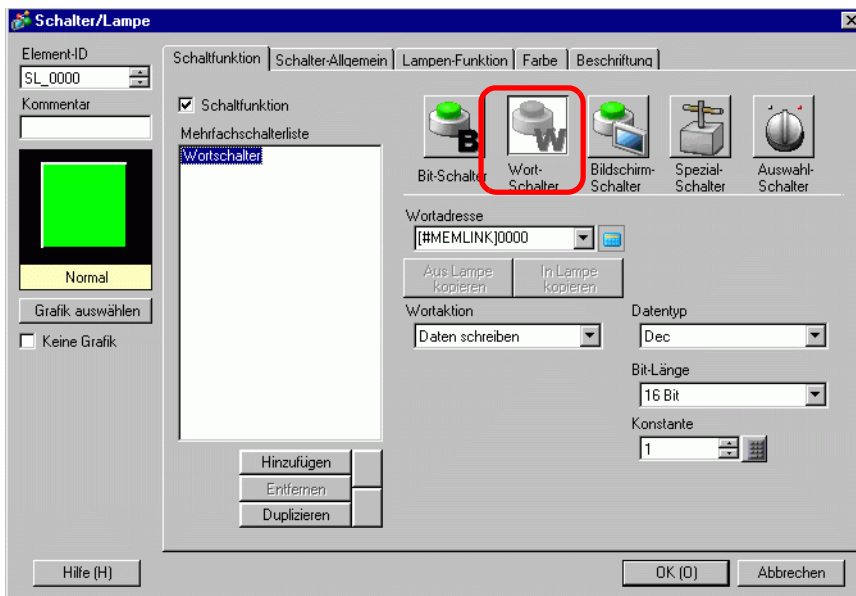 Schalter/Lampe
Element-ID
SL_0000
Kommentar
Normal
Grafik auswählen
Keine Grafik
Schaltfunktion
Schalter-Allgemein
Lampen-Funktion
Farbe
Beschriftung
Schaltfunktion
Mehrfachschalterliste
Wortschalter
Hinzufügen
Entfernen
Duplizieren
B
Bit-Schalter
W
Wort-
Schalter
Bildschirm-
Schalter
Spezial-
Schalter
Auswahl-
Schalter
Wortadresse
[#MEMLINK]0000
Aus Lampe
kopieren
In Lampe
kopieren
Wortaktion
Daten schreiben
Datentyp
Dec
Bit-Länge
16 Bit
Konstante
1
Hilfe (H)
OK (O)
Abbrechen